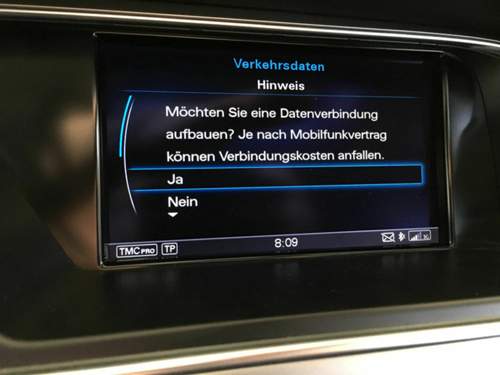 Verkehrsdaten
Hinweis
Möchten Sie eine Datenverbindung
aufbauen? Je nach Mobilfunkvertrag
können Verbindungskosten anfallen.
Ja
Nein
TMC PRO TP 8:09